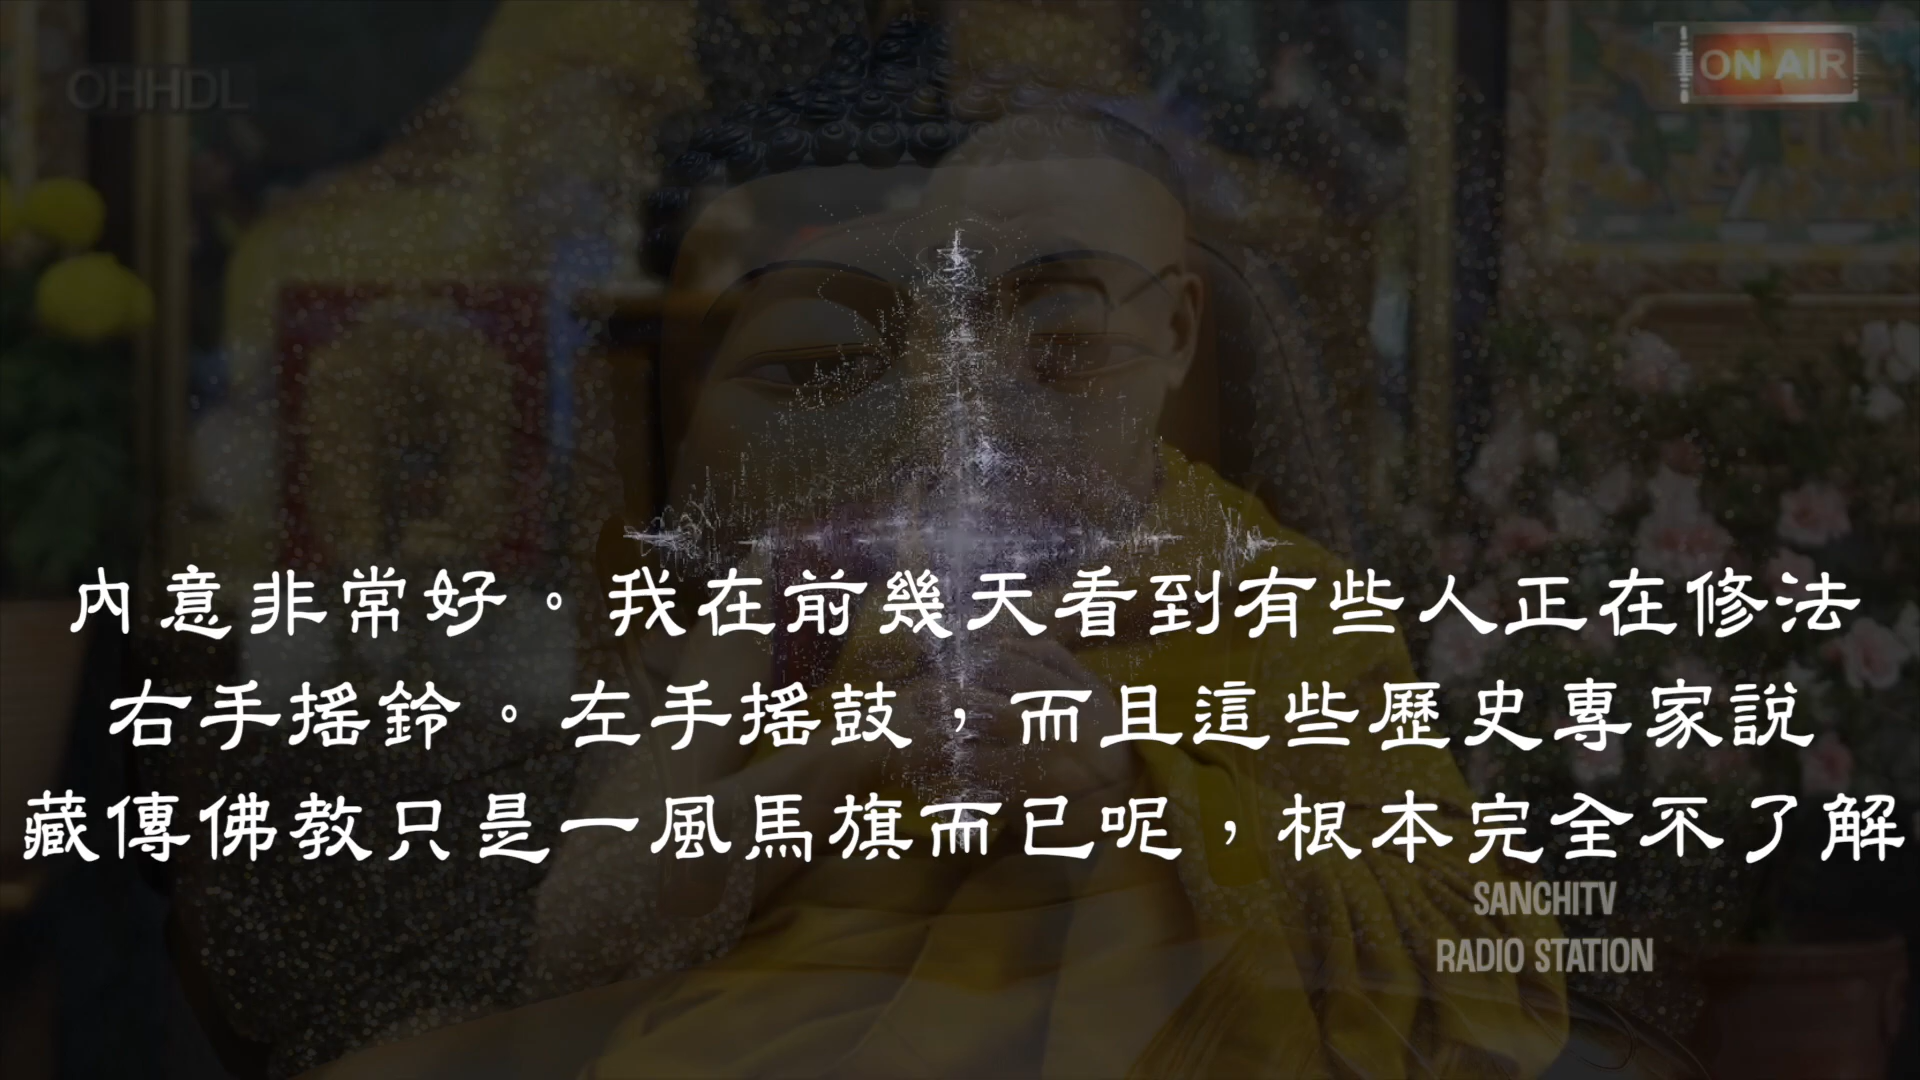 OHHDL
ON AIR
內意非常好。我在前幾天看到有些人正在修法
右手搖鈴。左手搖鼓，而且這些歷史專家說
藏傳佛教只是一風馬旗而已呢，根本完全不了解
SANCHITV
RADIO STATION